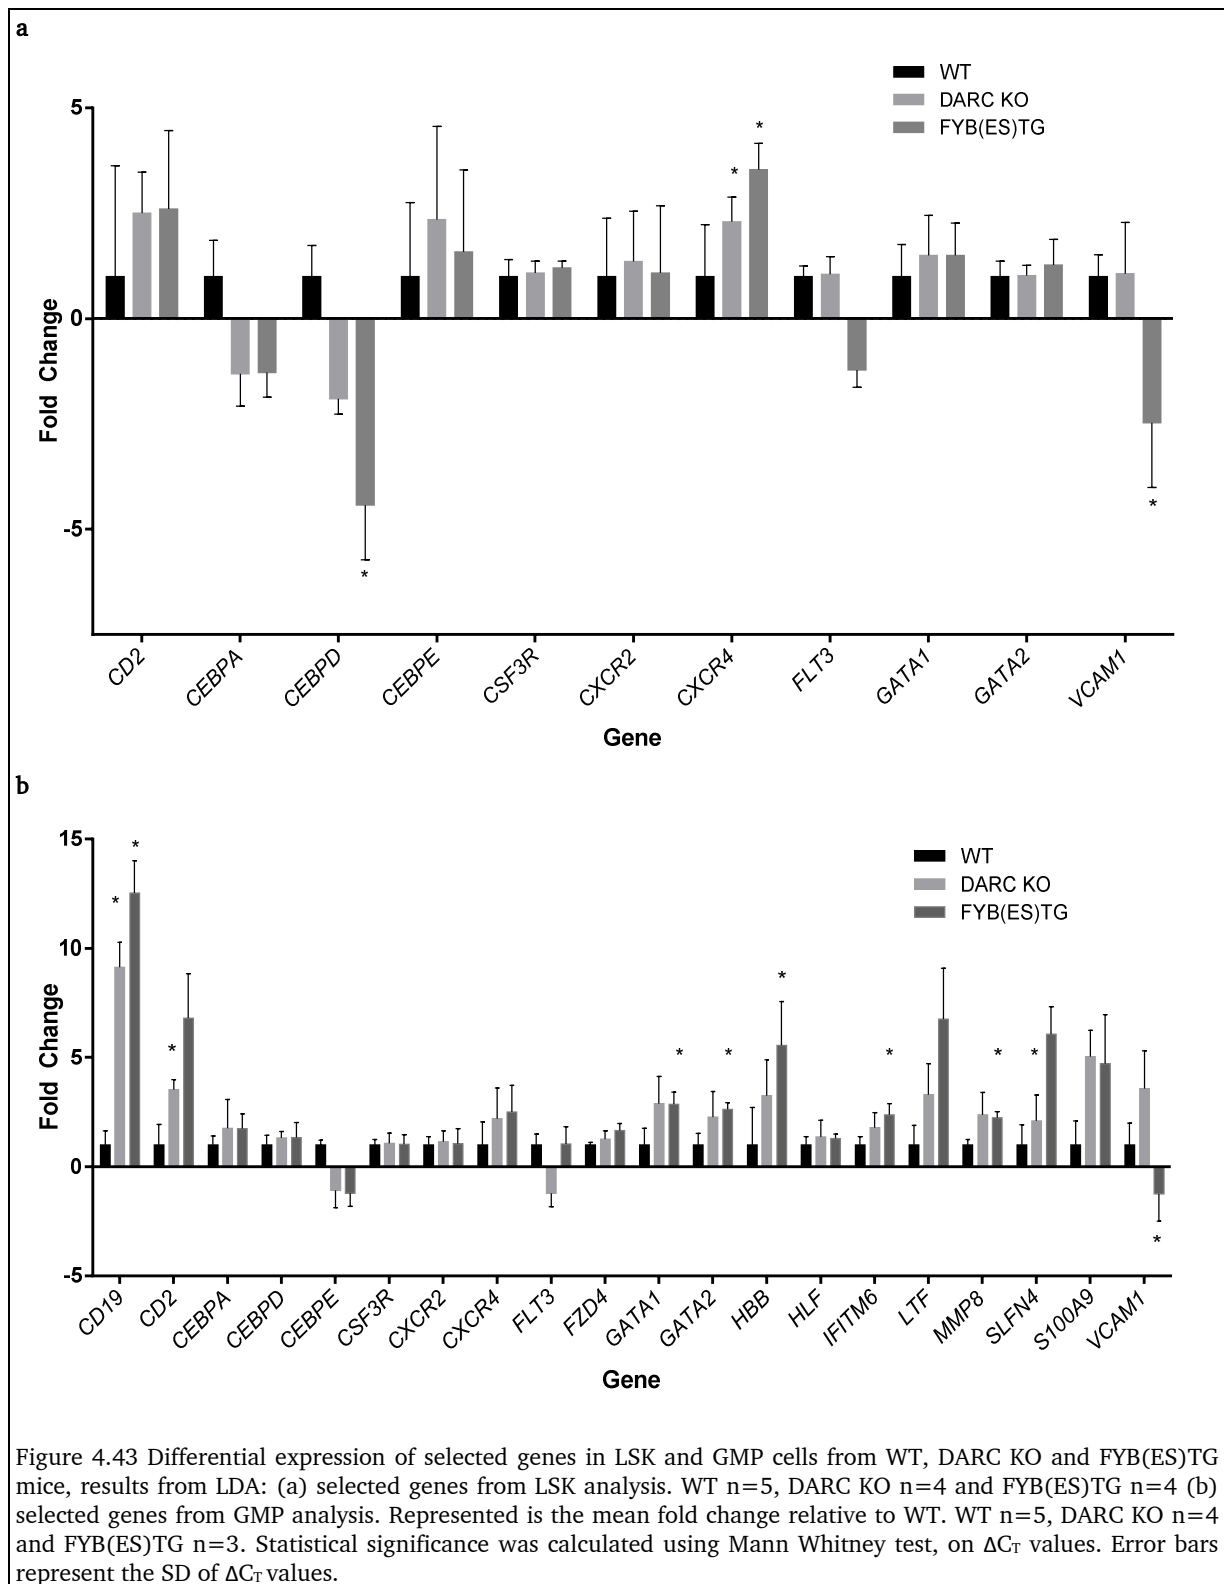 a
WT
DARC KO
FYB(ES)TG
5
0
-5
Fold Change
*
*
*
*
CD2
CEBPA
CEBPD
CEBPE
CSF3R
CXCR2
CXCR4
FLT3
GATA1
GATA2
VCAM1
Gene
b
WT
DARC KO
FYB(ES)TG
15
10
5
0
-5
Fold Change
*
*
*
*
*
*
*
*
*
*
CD19
CD2
CEBPA
CEBPD
CEBPE
CSF3R
CXCR2
CXCR4
FLT3
FZD4
GATA1
GATA2
HBB
HLF
IFITM6
LTF
MMP8
SLFN4
S100A9
VCAM1
Gene
Figure 4.43 Differential expression of selected genes in LSK and GMP cells from WT, DARC KO and FYB(ES)TG
mice, results from LDA: (a) selected genes from LSK analysis. WT n=5, DARC KO n=4 and FYB(ES)TG n=4 (b)
selected genes from GMP analysis. Represented is the mean fold change relative to WT. WT n=5, DARC KO n=4
and FYB(ES)TG n=3. Statistical significance was calculated using Mann Whitney test, on ΔCT values. Error bars
represent the SD of ΔCT values.